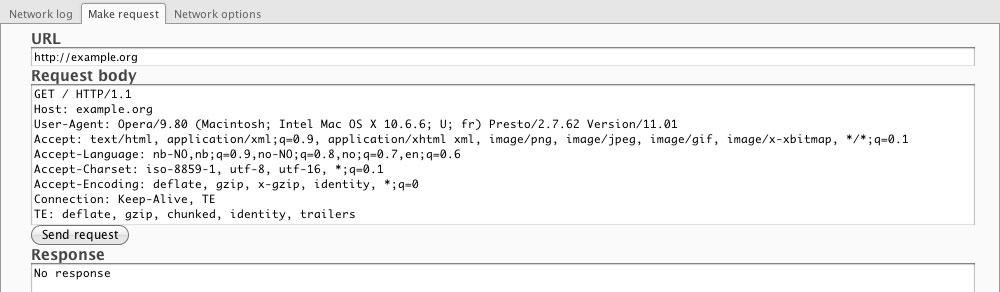 Network log Make request Network options
URL
http://example.org
Request body
GET / HTTP/1.1
Host: example.org
User-Agent: Opera/9.80 (Macintosh; Intel Mac OS X 10.6.6; U; fr) Presto/2.7.62 Version/11.01
Accept: text/html, application/xml;q=0.9, application/xhtml xml, image/png, image/jpeg, image/gif, image/x-xbitmap, */*;q=0.1
Accept-Language: nb-NO,nb;q=0.9,no-NO;q=0.8,no;q=0.7,en;q=0.6
Accept-Charset: iso-8859-1, utf-8, utf-16, *;q=0.1
Accept-Encoding: deflate, gzip, x-gzip, identity, *;q=0
Connection: Keep-Alive, TE
TE: deflate, gzip, chunked, identity, trailers
Send request
Response
No response